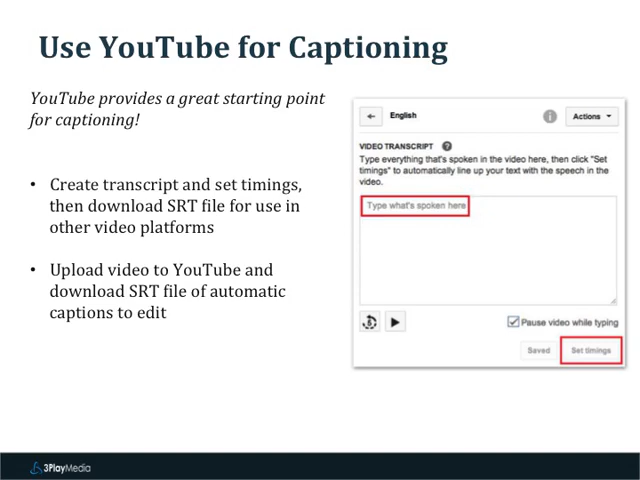 Use YouTube for Captioning
YouTube provides a great starting point
for captioning!
• Create transcript and set timings,
then download SRT file for use in
other video platforms
• Upload video to YouTube and
download SRT file of automatic
captions to edit
English
Actions
VIDEO TRANSCRIPT ?
Type everything that's spoken in the video here, then click "Set
timings" to automatically line up your text with the speech in the
video.
Type what's spoken here
Pause video while typing
Saved
Set timings
3PlayMedia